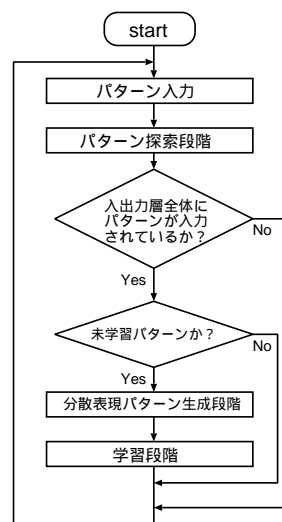 start
パターン入力
パターン探索段階
入出力層全体に
パターンが入力
されているか？
No
Yes
未学習パターンか？
No
Yes
分散表現パターン生成段階
学習段階